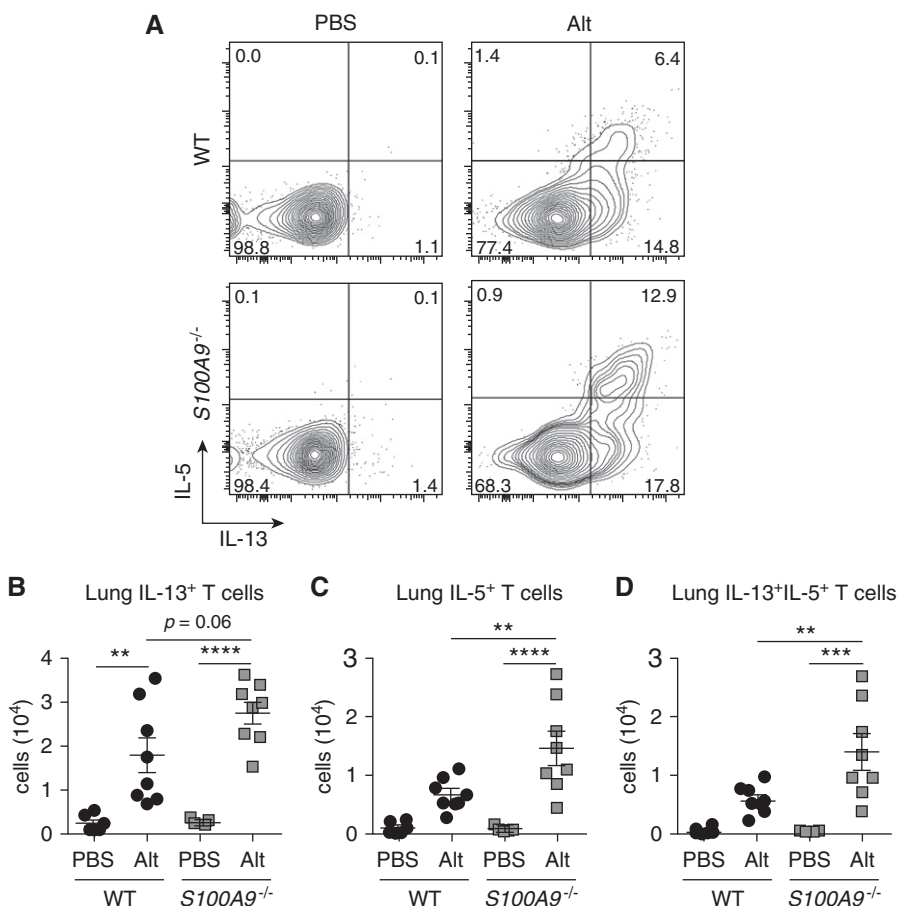 A
PBS
Alt
WT
0.0
0.1
98.8
1.1
1.4
6.4
77.4
14.8
S100A9-/-
0.1
0.1
98.4
1.4
0.9
12.9
68.3
17.8
IL-5
IL-13
B
Lung IL-13+ T cells
p = 0.06
**
****
cells (10^4)
4
3
2
1
0
PBS
Alt
PBS
Alt
WT
S100A9-/-
C
Lung IL-5+ T cells
**
****
cells (10^4)
3
2
1
0
PBS
Alt
PBS
Alt
WT
S100A9-/-
D
Lung IL-13+IL-5+ T cells
**
***
cells (10^4)
3
2
1
0
PBS
Alt
PBS
Alt
WT
S100A9-/-